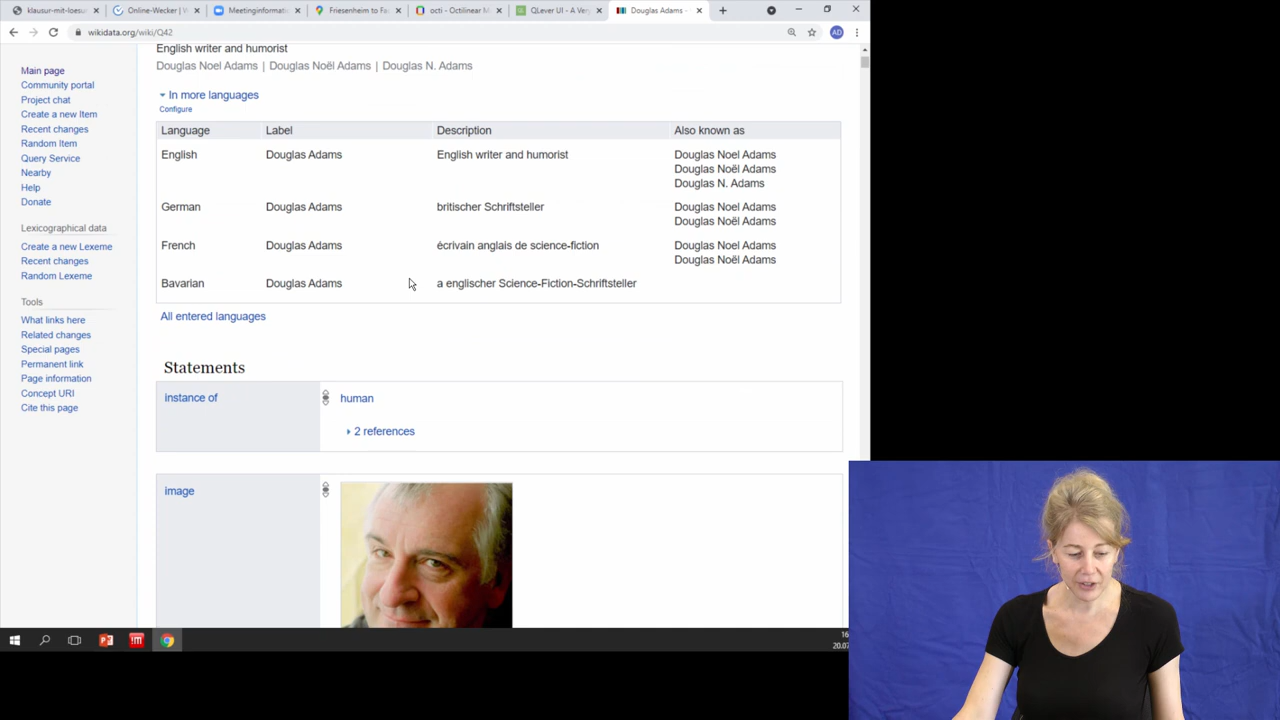 klausur-mit-loesur
Online-Wecker | W
Meetinginformatio
Friesenheim to Fa
octi - Octilinear M
QLever UI - A Very
Douglas Adams -
wikidata.org/wiki/Q42
AD
English writer and humorist
Douglas Noel Adams | Douglas Noël Adams | Douglas N. Adams
In more languages
Configure
Language Label Description Also known as
English Douglas Adams English writer and humorist Douglas Noel Adams
Douglas Noël Adams
Douglas N. Adams
German Douglas Adams britischer Schriftsteller Douglas Noel Adams
Douglas Noël Adams
French Douglas Adams écrivain anglais de science-fiction Douglas Noel Adams
Douglas Noël Adams
Bavarian Douglas Adams a englischer Science-Fiction-Schriftsteller
All entered languages
Statements
instance of
human
2 references
image
Main page
Community portal
Project chat
Create a new Item
Recent changes
Random Item
Query Service
Nearby
Help
Donate
Lexicographical data
Create a new Lexeme
Recent changes
Random Lexeme
Tools
What links here
Related changes
Special pages
Permanent link
Page information
Concept URI
Cite this page
16
20.07